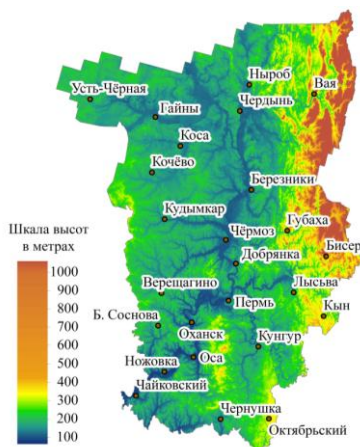 Ныроб
Вая
Усть-Чёрная
Чердынь
Гайны
Коса
Кочёво
Березники
Кудымкар
Губаха
Шкала высот
в метрах
Чёрмоз
Бисер
Добрянка
1000
900
800
700
600
500
400
300
200
100
Верещагино
Лысьва
Пермь
Кын
Б. Соснова
Оханск
Кунгур
Оса
Ножовка
Чайковский
Чернушка
Октябрьский